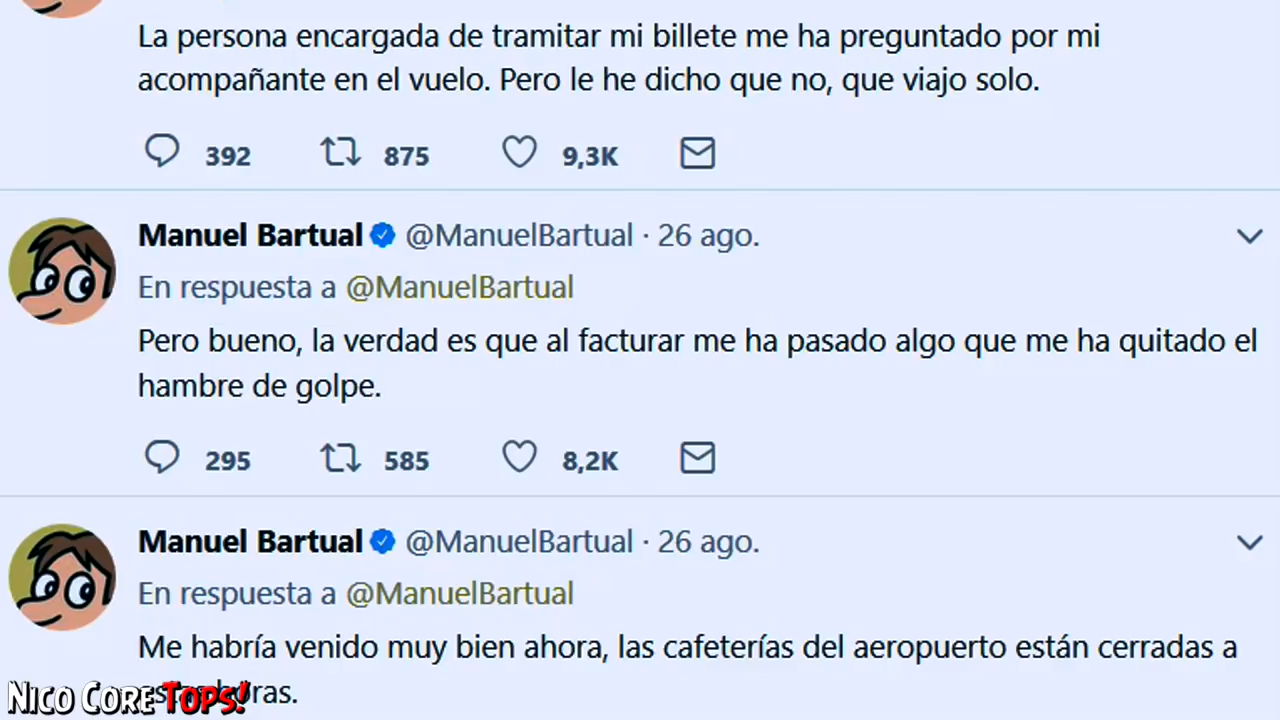 La persona encargada de tramitar mi billete me ha preguntado por mi
acompañante en el vuelo. Pero le he dicho que no, que viajo solo.
392 875 9,3K
Manuel Bartual @ManuelBartual · 26 ago.
En respuesta a @ManuelBartual
Pero bueno, la verdad es que al facturar me ha pasado algo que me ha quitado el
hambre de golpe.
295 585 8,2K
Manuel Bartual @ManuelBartual · 26 ago.
En respuesta a @ManuelBartual
Me habría venido muy bien ahora, las cafeterías del aeropuerto están cerradas a
estas horas.
Nico Core Tops!